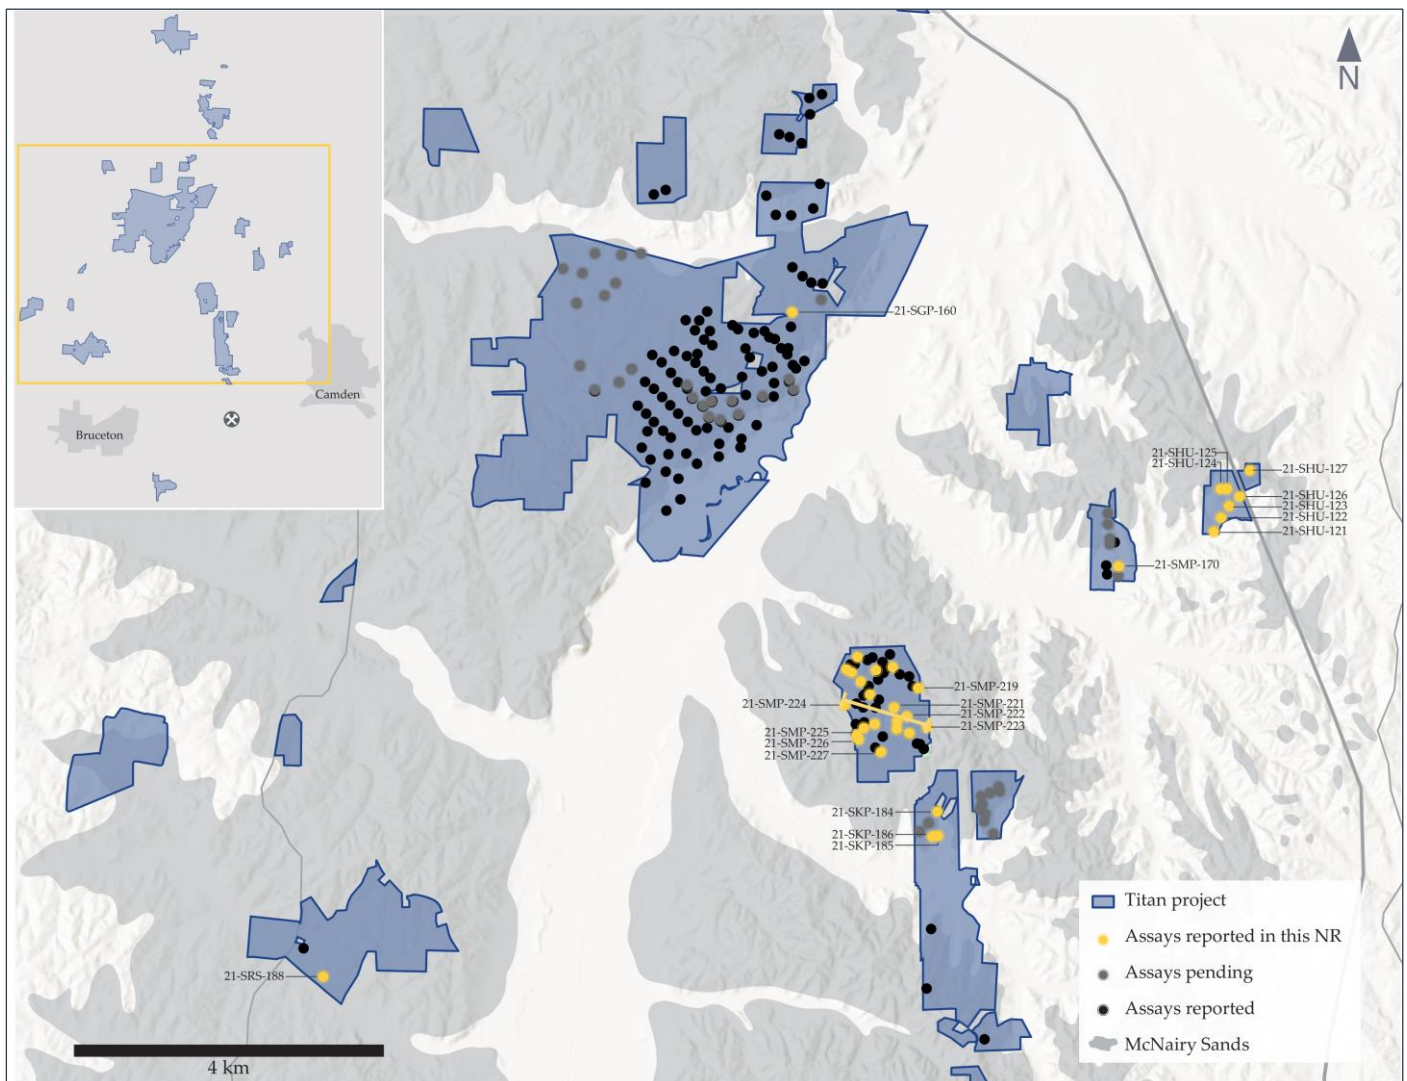 N
Camden
Bruceton
21-SGP-160
21-SHU-125
21-SHU-124
21-SHU-127
21-SHU-126
21-SHU-123
21-SHU-122
21-SHU-121
21-SMP-170
21-SMP-219
21-SMP-224
21-SMP-221
21-SMP-222
21-SMP-223
21-SMP-225
21-SMP-226
21-SMP-227
21-SKP-184
21-SKP-186
21-SKP-185
21-SRS-188
Titan project
Assays reported in this NR
Assays pending
Assays reported
McNairy Sands
4 km